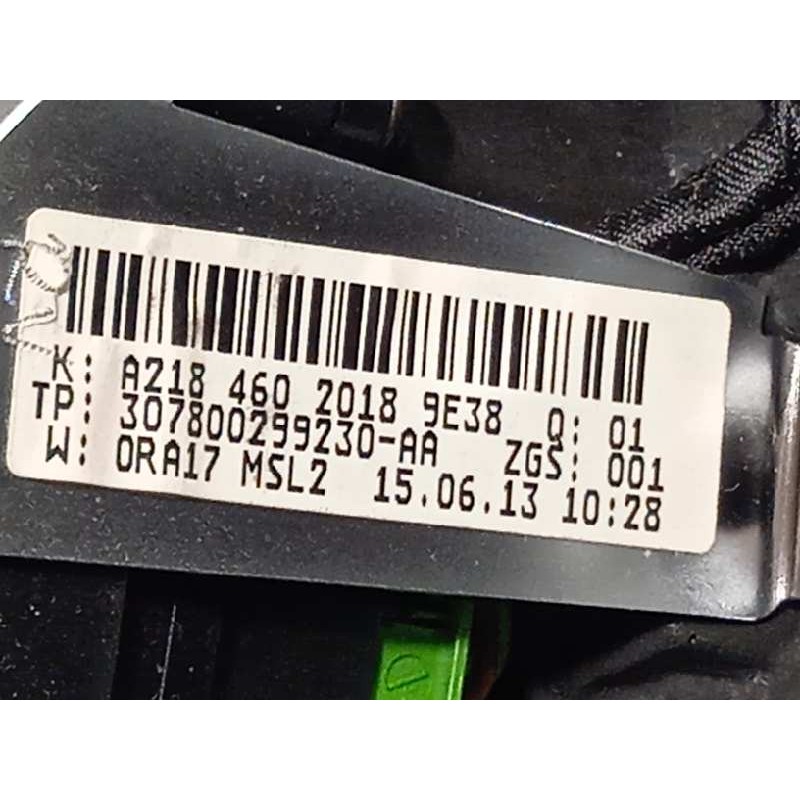 K: A218 460 2018 9E38 Q: 01
TP: 307800299230-AA ZGS: 001
W: ORA17 MSL2 15.06.13 10:28